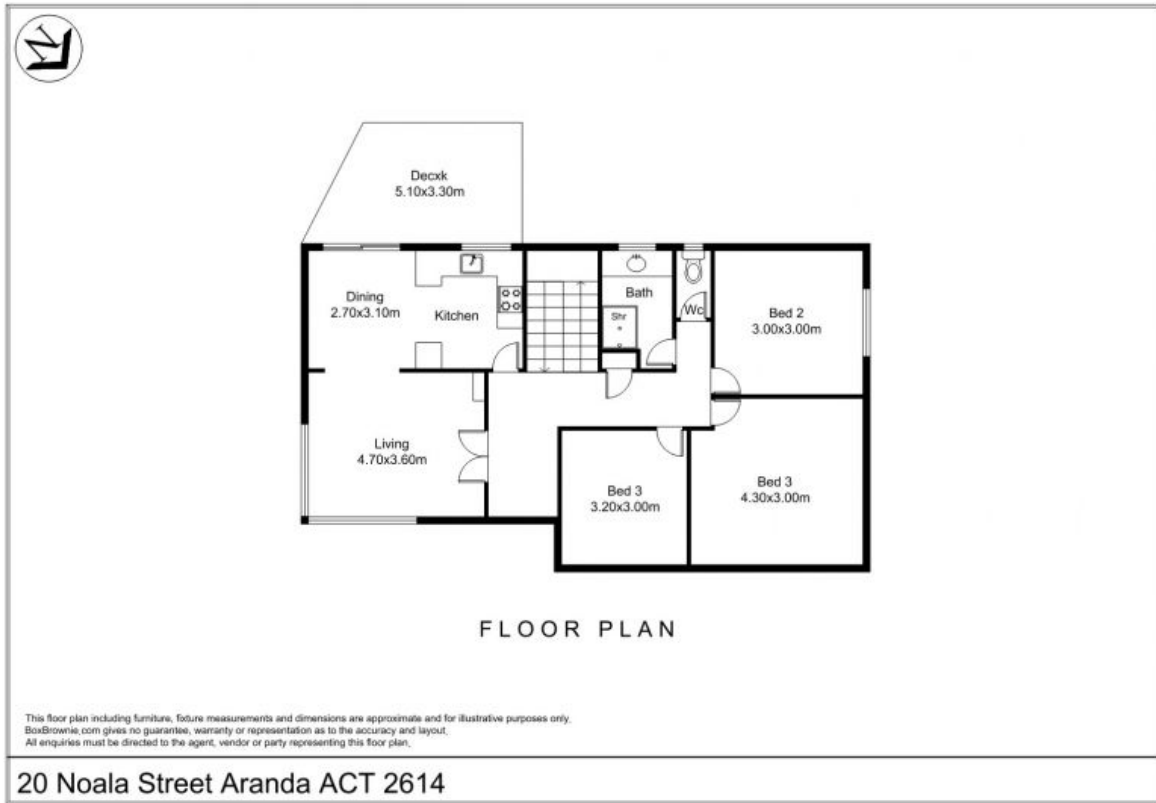 N
Decxk
5.10x3.30m
Dining
2.70x3.10m
Kitchen
Bath
Shr
Wc
Bed 2
3.00x3.00m
Living
4.70x3.60m
Bed 3
3.20x3.00m
Bed 3
4.30x3.00m
FLOOR PLAN
This floor plan including furniture, fixture measurements and dimensions are approximate and for illustrative purposes only.
BoxBrownie.com gives no guarantee, warranty or representation as to the accuracy and layout.
All enquiries must be directed to the agent, vendor or party representing this floor plan.
20 Noala Street Aranda ACT 2614